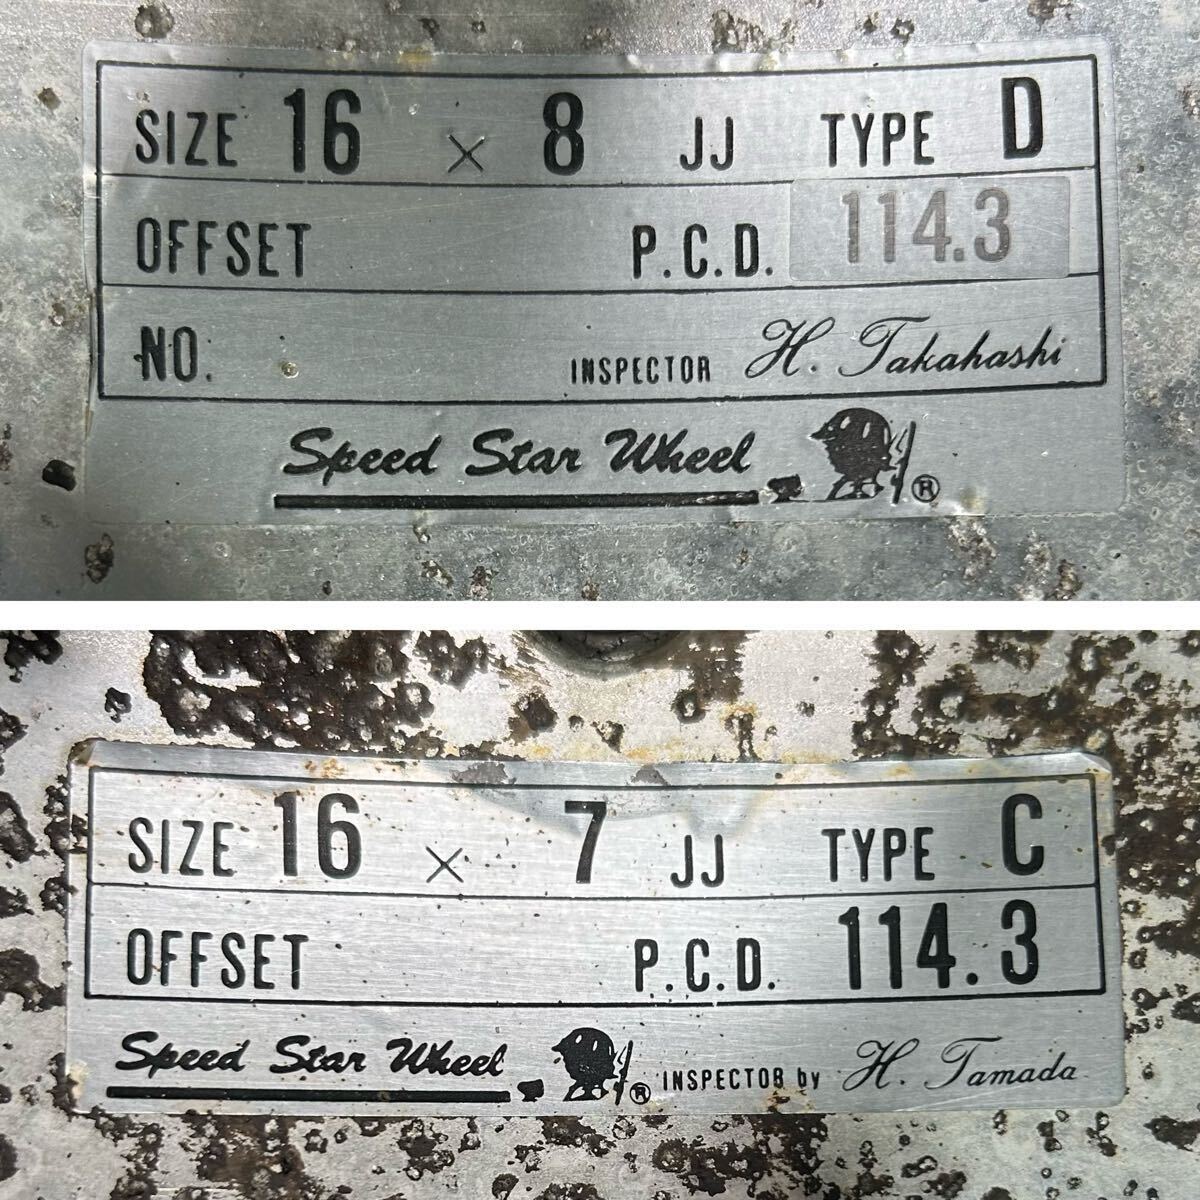 SIZE 16 × 8 JJ TYPE D
OFFSET P.C.D. 114.3
NO. INSPECTOR H. Takahashi
Speed Star Wheel ®
SIZE 16 × 7 JJ TYPE C
OFFSET P.C.D. 114.3
Speed Star Wheel ® INSPECTOR by H. Tamada